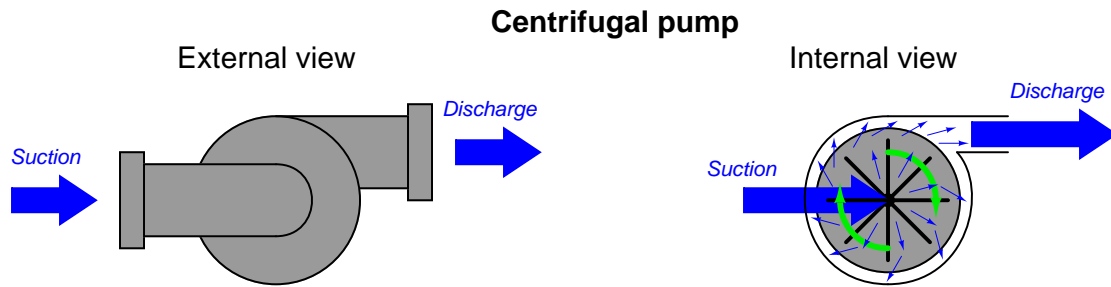 Centrifugal pump
External view
Internal view
Suction
Discharge
Suction
Discharge